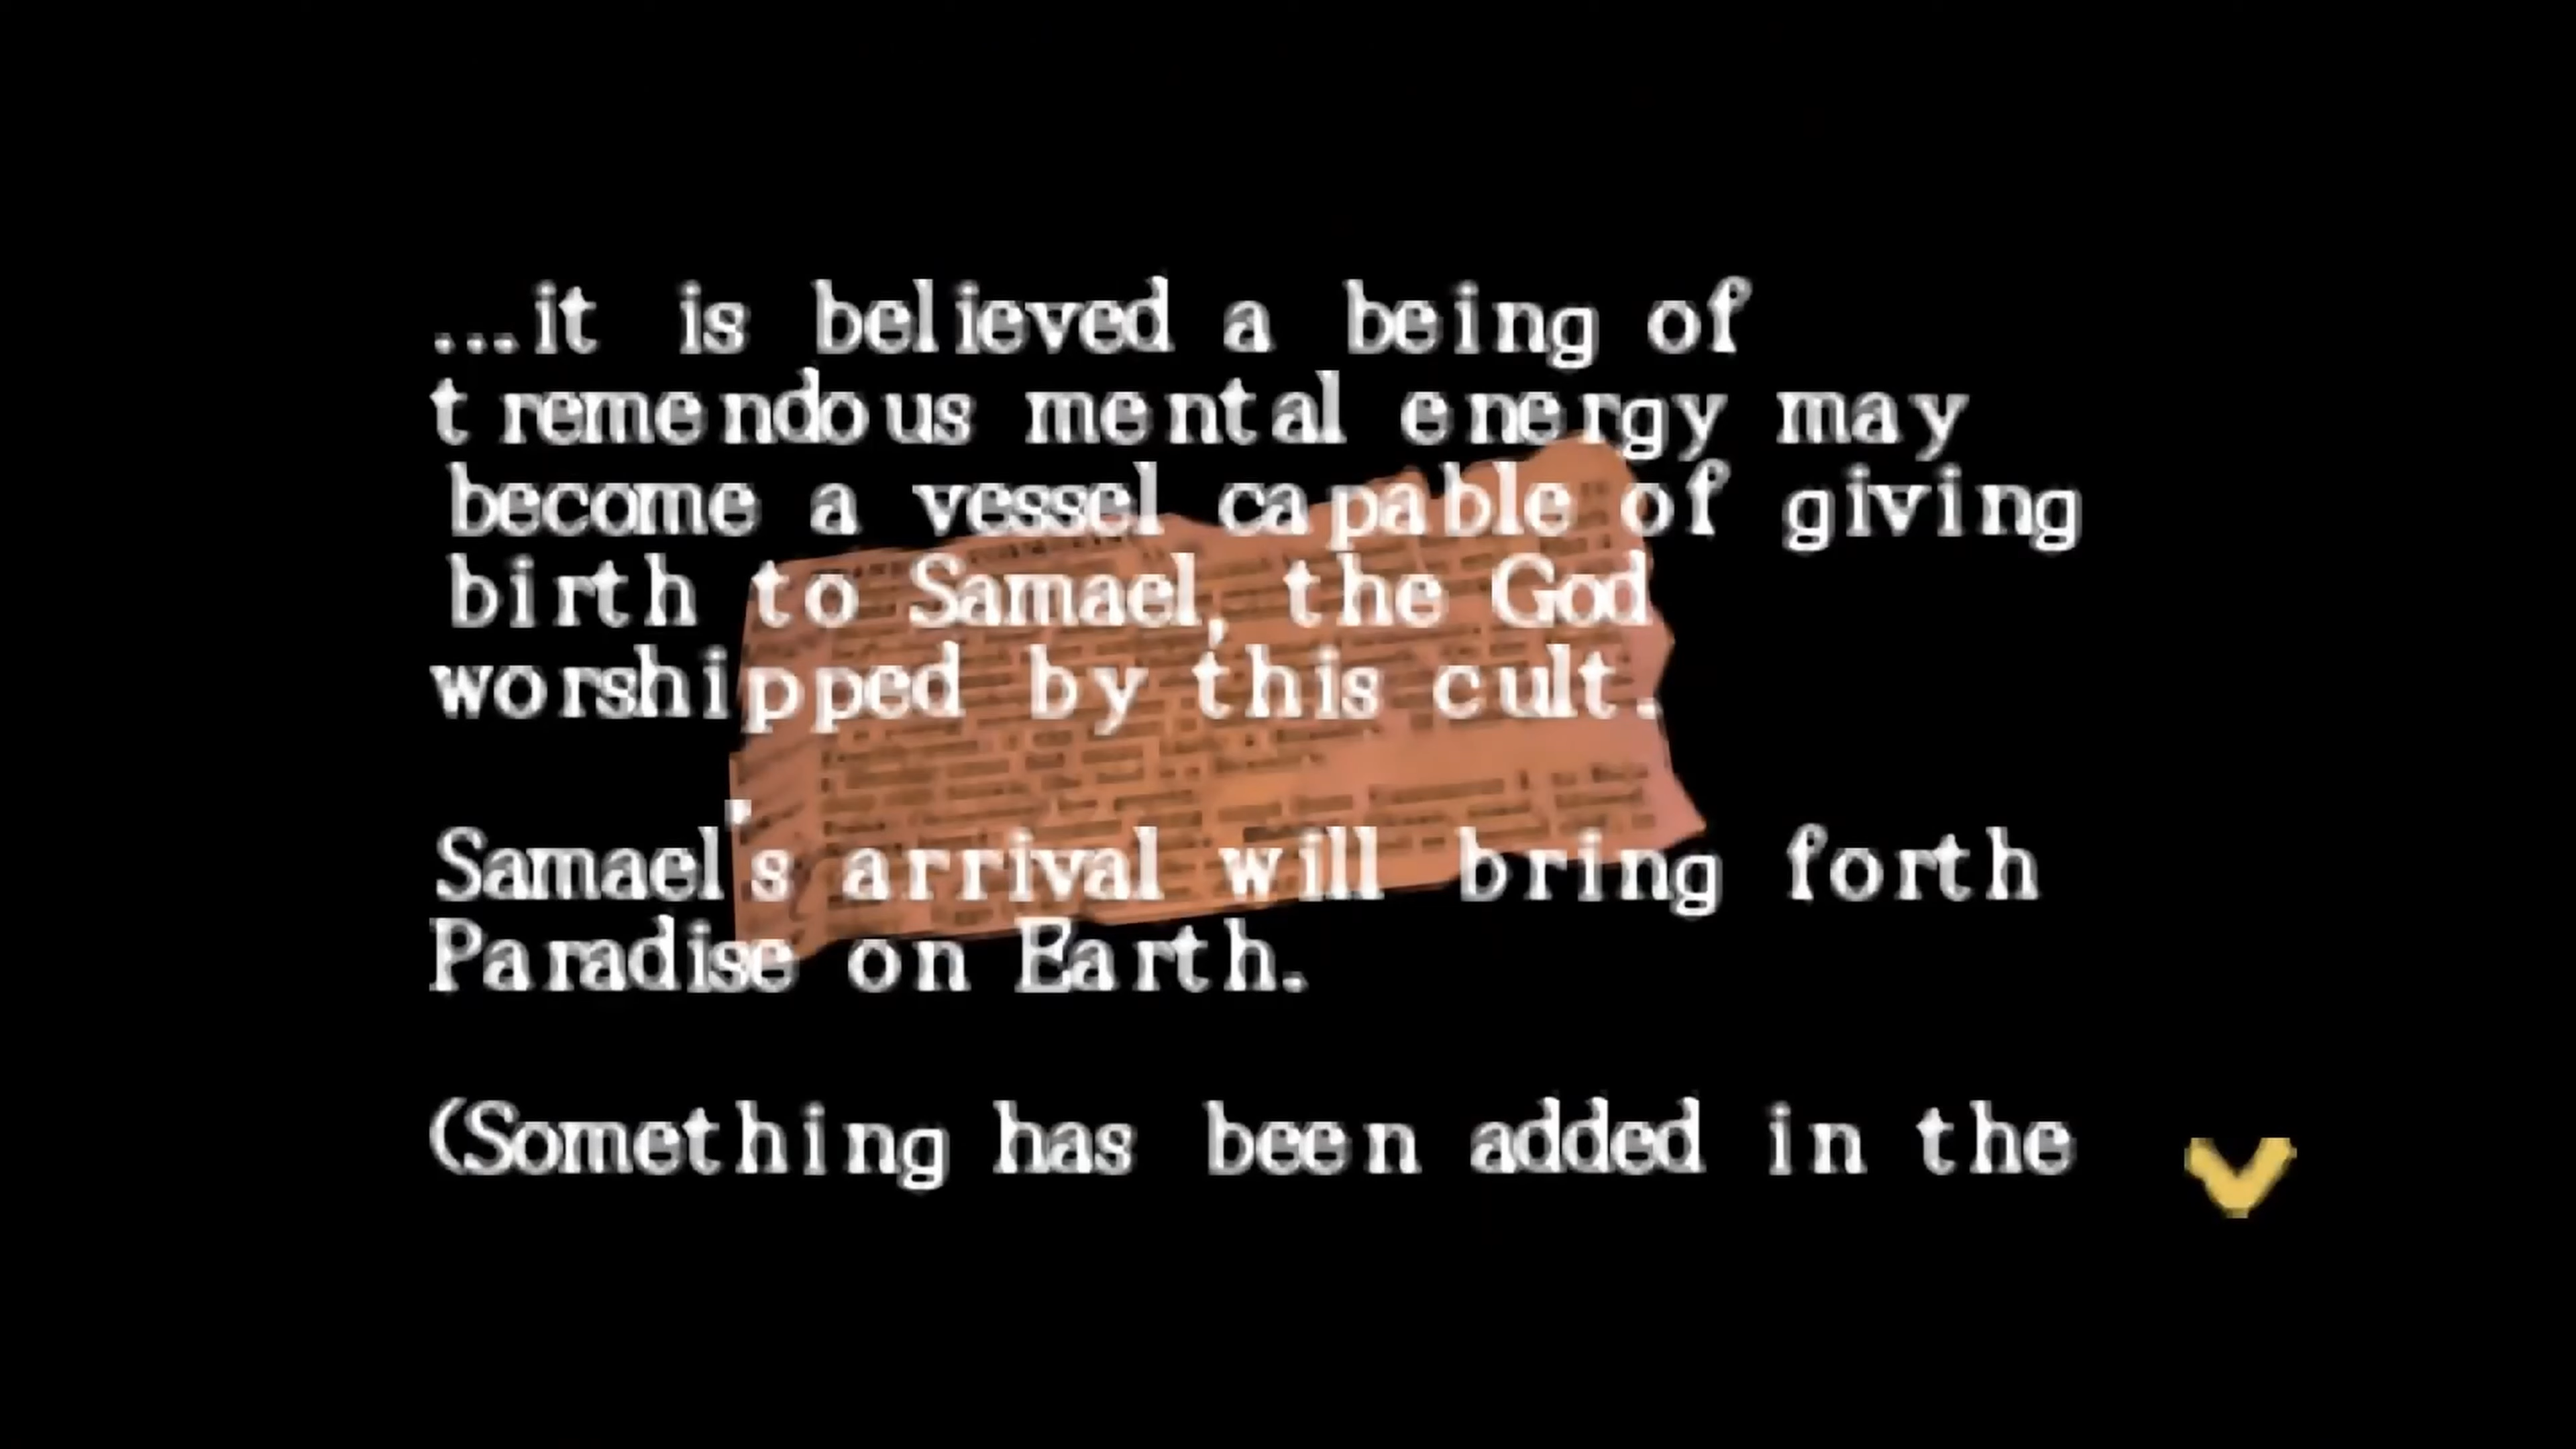 ...it is believed a being of
tremendous mental energy may
become a vessel capable of giving
birth to Samael, the God
worshipped by this cult.
Samael's arrival will bring forth
Paradise on Earth.
(Something has been added in the